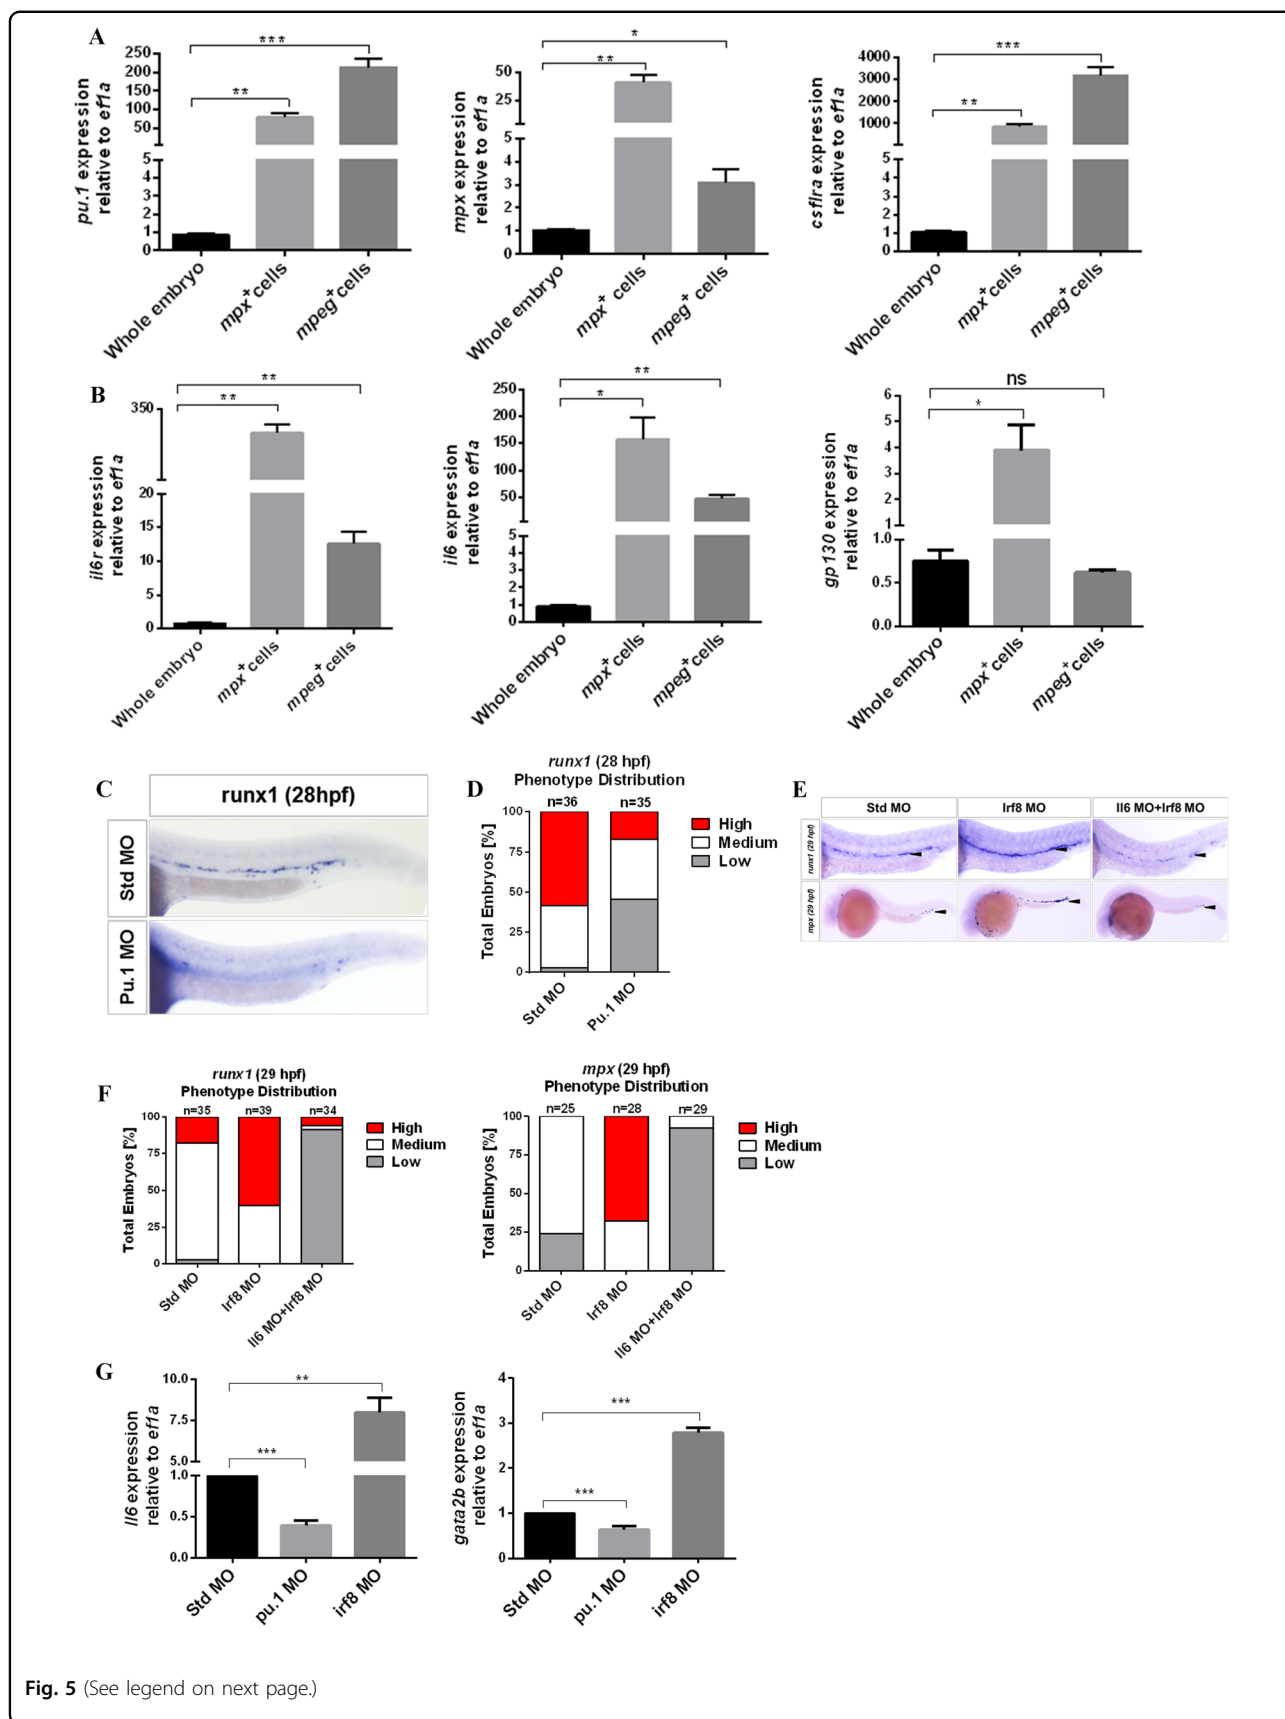 A
pu.1 expression
relative to ef1a
250
200
150
100
50
5
4
3
2
1
0
***
**
Whole embryo
mpx+ cells
mpeg+ cells
mpx expression
relative to ef1a
50
25
5
4
3
2
1
0
*
**
Whole embryo
mpx+ cells
mpeg+ cells
csflra expression
relative to ef1a
4000
3000
2000
1000
5
4
3
2
1
0
***
**
Whole embryo
mpx+ cells
mpeg+ cells
B
il6r expression
relative to ef1a
350
20
15
10
5
0
**
**
Whole embryo
mpx+ cells
mpeg+ cells
il6 expression
relative to ef1a
250
200
150
100
50
5
4
3
2
1
0
**
*
Whole embryo
mpx+ cells
mpeg+ cells
gp130 expression
relative to ef1a
6
5
4
3
2
1
1.0
0.5
0.0
ns
*
Whole embryo
mpx+ cells
mpeg+ cells
C
runx1 (28hpf)
Std MO
Pu.1 MO
D
runx1 (28 hpf)
Phenotype Distribution
n=36 n=35
Total Embryos [%]
100
75
50
25
0
High
Medium
Low
Std MO
Pu.1 MO
E
Std MO Irf8 MO Il6 MO+Irf8 MO
runx1 (29 hpf)
mpx (29 hpf)
F
runx1 (29 hpf)
Phenotype Distribution
n=35 n=39 n=34
Total Embryos [%]
100
75
50
25
0
High
Medium
Low
Std MO
Irf8 MO
Il6 MO+Irf8 MO
mpx (29 hpf)
Phenotype Distribution
n=25 n=28 n=29
Total Embryos [%]
100
75
50
25
0
High
Medium
Low
Std MO
Irf8 MO
Il6 MO+Irf8 MO
G
Il6 expression
relative to ef1a
10.0
7.5
5.0
1.0
0.5
0.0
**
***
Std MO
pu.1 MO
irf8 MO
gata2b expression
relative to ef1a
4
3
2
1
0
***
***
Std MO
pu.1 MO
irf8 MO
Fig. 5 (See legend on next page.)